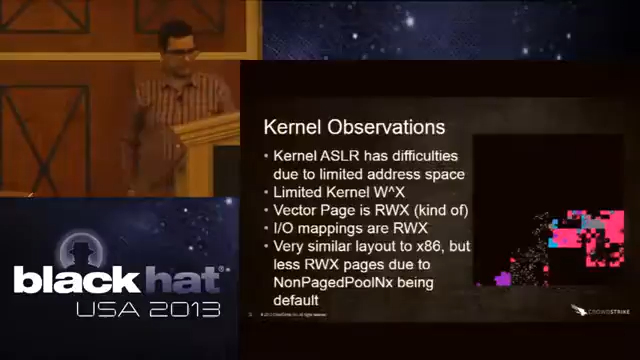 Kernel Observations
• Kernel ASLR has difficulties
due to limited address space
• Limited Kernel W^X
• Vector Page is RWX (kind of)
• I/O mappings are RWX
• Very similar layout to x86, but
less RWX pages due to
NonPagedPoolNx being
default
CROWDSTRIKE
black hat®
USA 2013